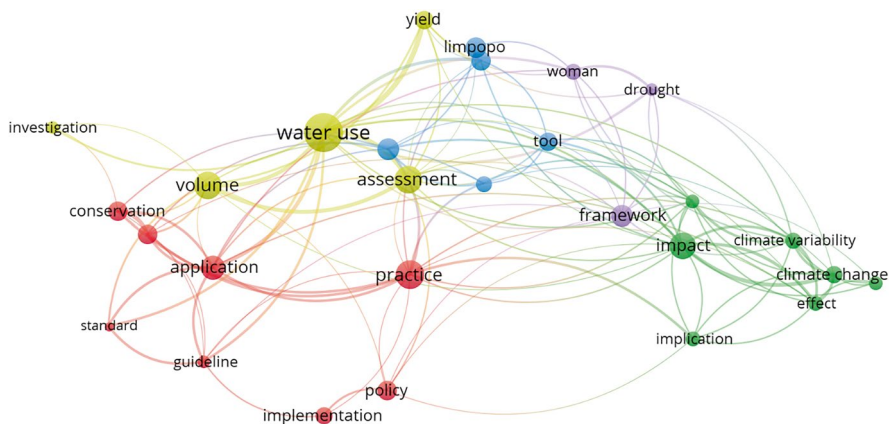 yield
limpopo
woman
drought
investigation
water use
tool
assessment
volume
conservation
framework
impact
climate variability
application
practice
climate change
effect
standard
implication
guideline
policy
implementation